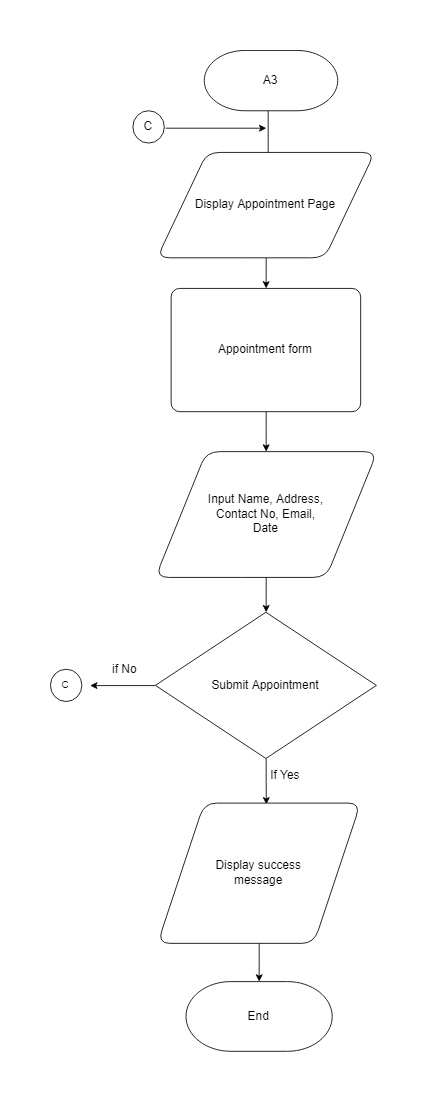 A3
C
Display Appointment Page
Appointment form
Input Name, Address,
Contact No, Email,
Date
if No
C
Submit Appointment
If Yes
Display success
message
End